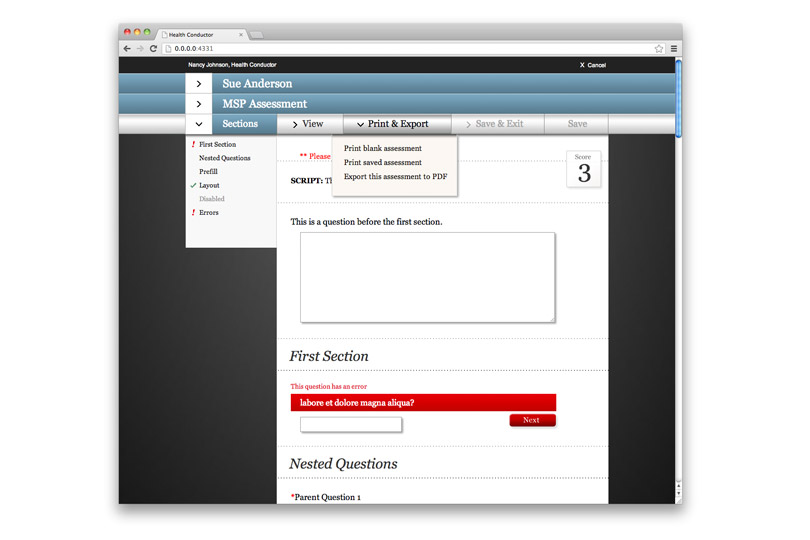 Health Conductor
0.0.0.0:4331
Nancy Johnson, Health Conductor
X Cancel
Sue Anderson
MSP Assessment
Sections
View
Print & Export
Save & Exit
Save
! First Section
Nested Questions
Prefill
Layout
Disabled
! Errors
Print blank assessment
Print saved assessment
Export this assessment to PDF
** Please
SCRIPT: Th
Score
3
This is a question before the first section.
First Section
This question has an error
labore et dolore magna aliqua?
Next
Nested Questions
*Parent Question 1